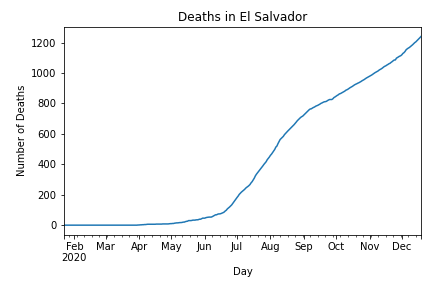 Deaths in El Salvador
Number of Deaths
1200
1000
800
600
400
200
0
Feb Mar Apr May Jun Jul Aug Sep Oct Nov Dec
2020
Day